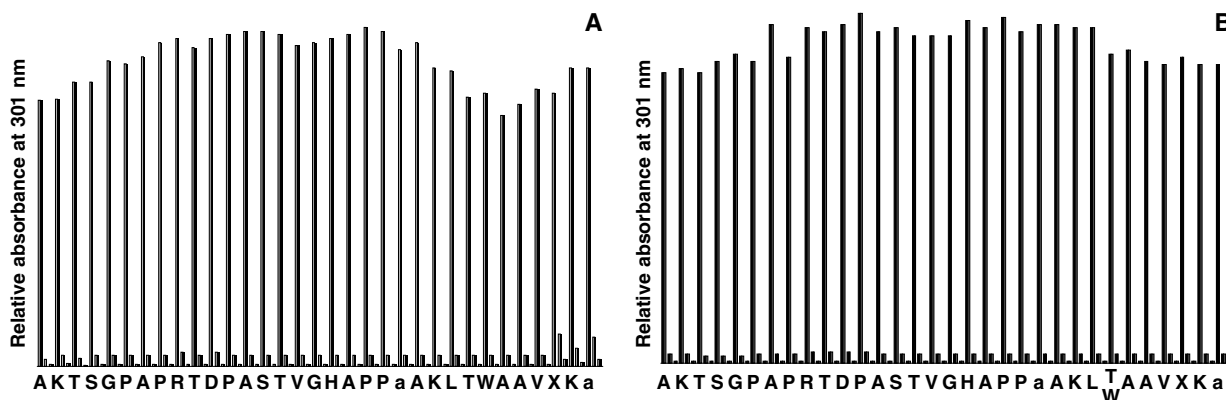 A
Relative absorbance at 301 nm
A K T S G P A P R T D P A S T V G H A P P a A K L T W A A V X K a
B
Relative absorbance at 301 nm
A K T S G P A P R T D P A S T V G H A P P a A K L T A A V X K a
W